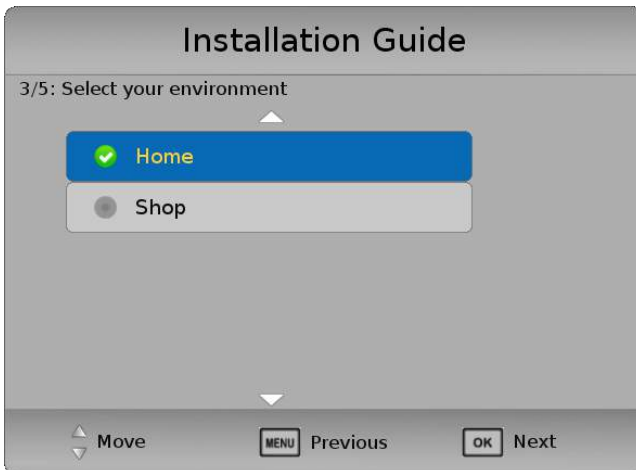 Installation Guide
3/5: Select your environment
Home
Shop
Move MENU Previous OK Next